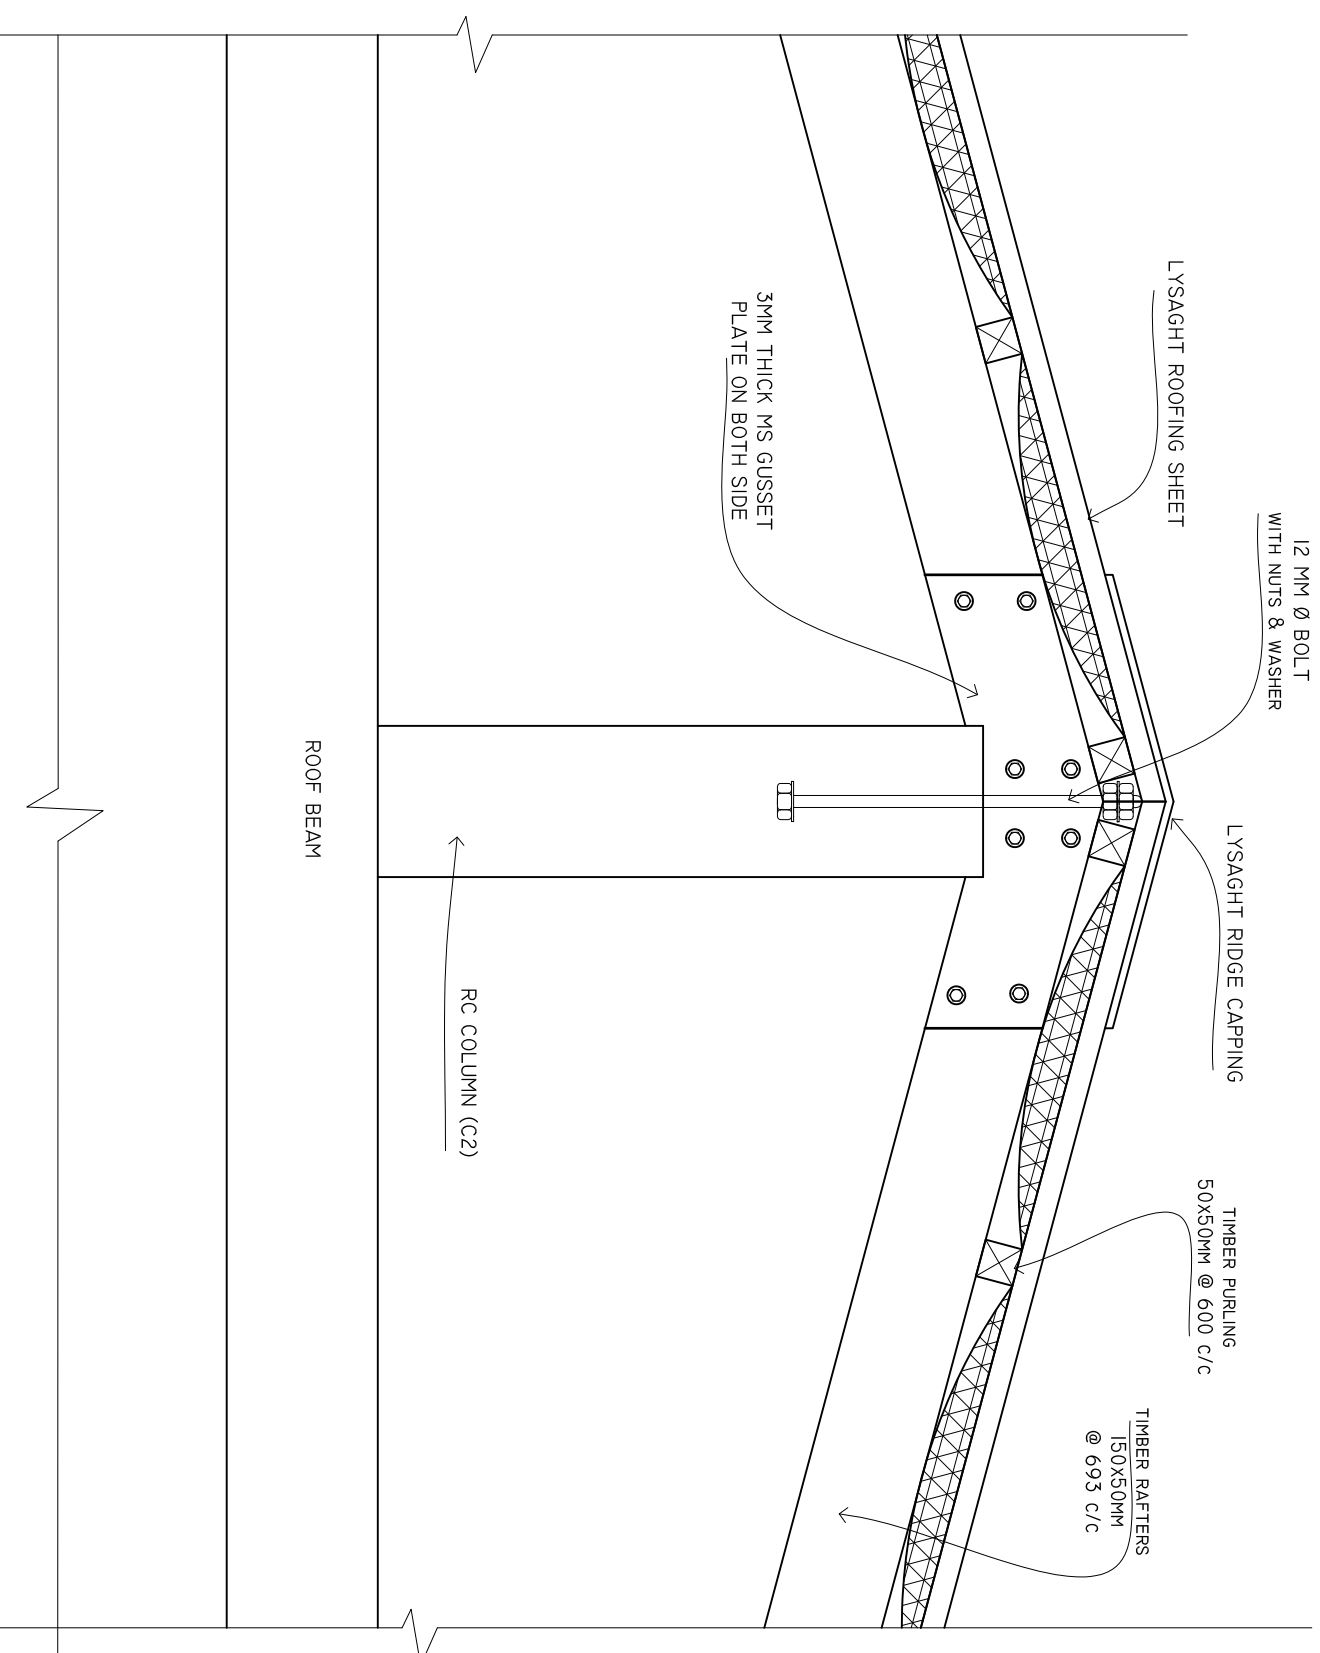 12 MM Ø BOLT
WITH NUTS & WASHER
LYSAGHT ROOFING SHEET
LYSAGHT RIDGE CAPPING
TIMBER PURLING
50x50MM @ 600 C/C
TIMBER RAFTERS
150x50MM
@ 693 C/C
3MM THICK MS GUSSET
PLATE ON BOTH SIDE
RC COLUMN (C2)
ROOF BEAM